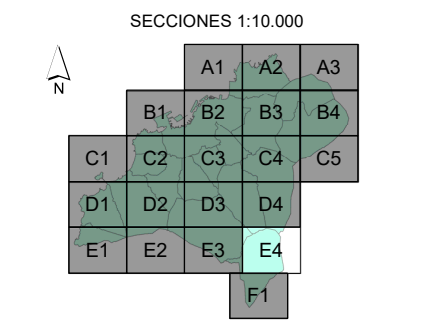 SECCIONES 1:10.000
N
A1 A2 A3
B1 B2 B3 B4
C1 C2 C3 C4 C5
D1 D2 D3 D4
E1 E2 E3 E4
F1